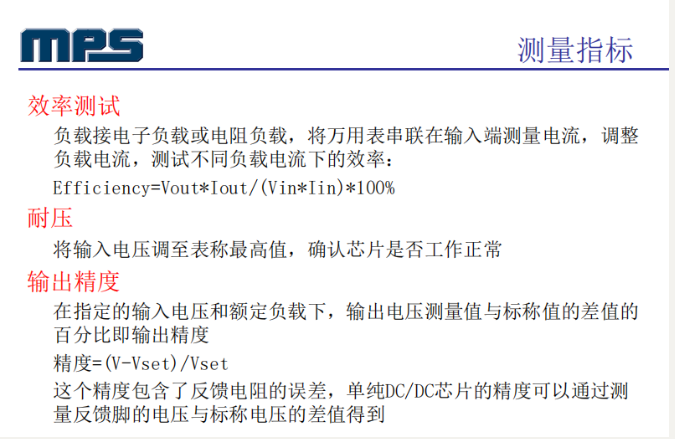 MPS
测量指标
效率测试
负载接电子负载或电阻负载，将万用表串联在输入端测量电流，调整
负载电流，测试不同负载电流下的效率：
Efficiency=Vout*Iout/(Vin*Iin)*100%
耐压
将输入电压调至表称最高值，确认芯片是否工作正常
输出精度
在指定的输入电压和额定负载下，输出电压测量值与标称值的差值的
百分比即输出精度
精度=(V-Vset)/Vset
这个精度包含了反馈电阻的误差，单纯DC/DC芯片的精度可以通过测
量反馈脚的电压与标称电压的差值得到